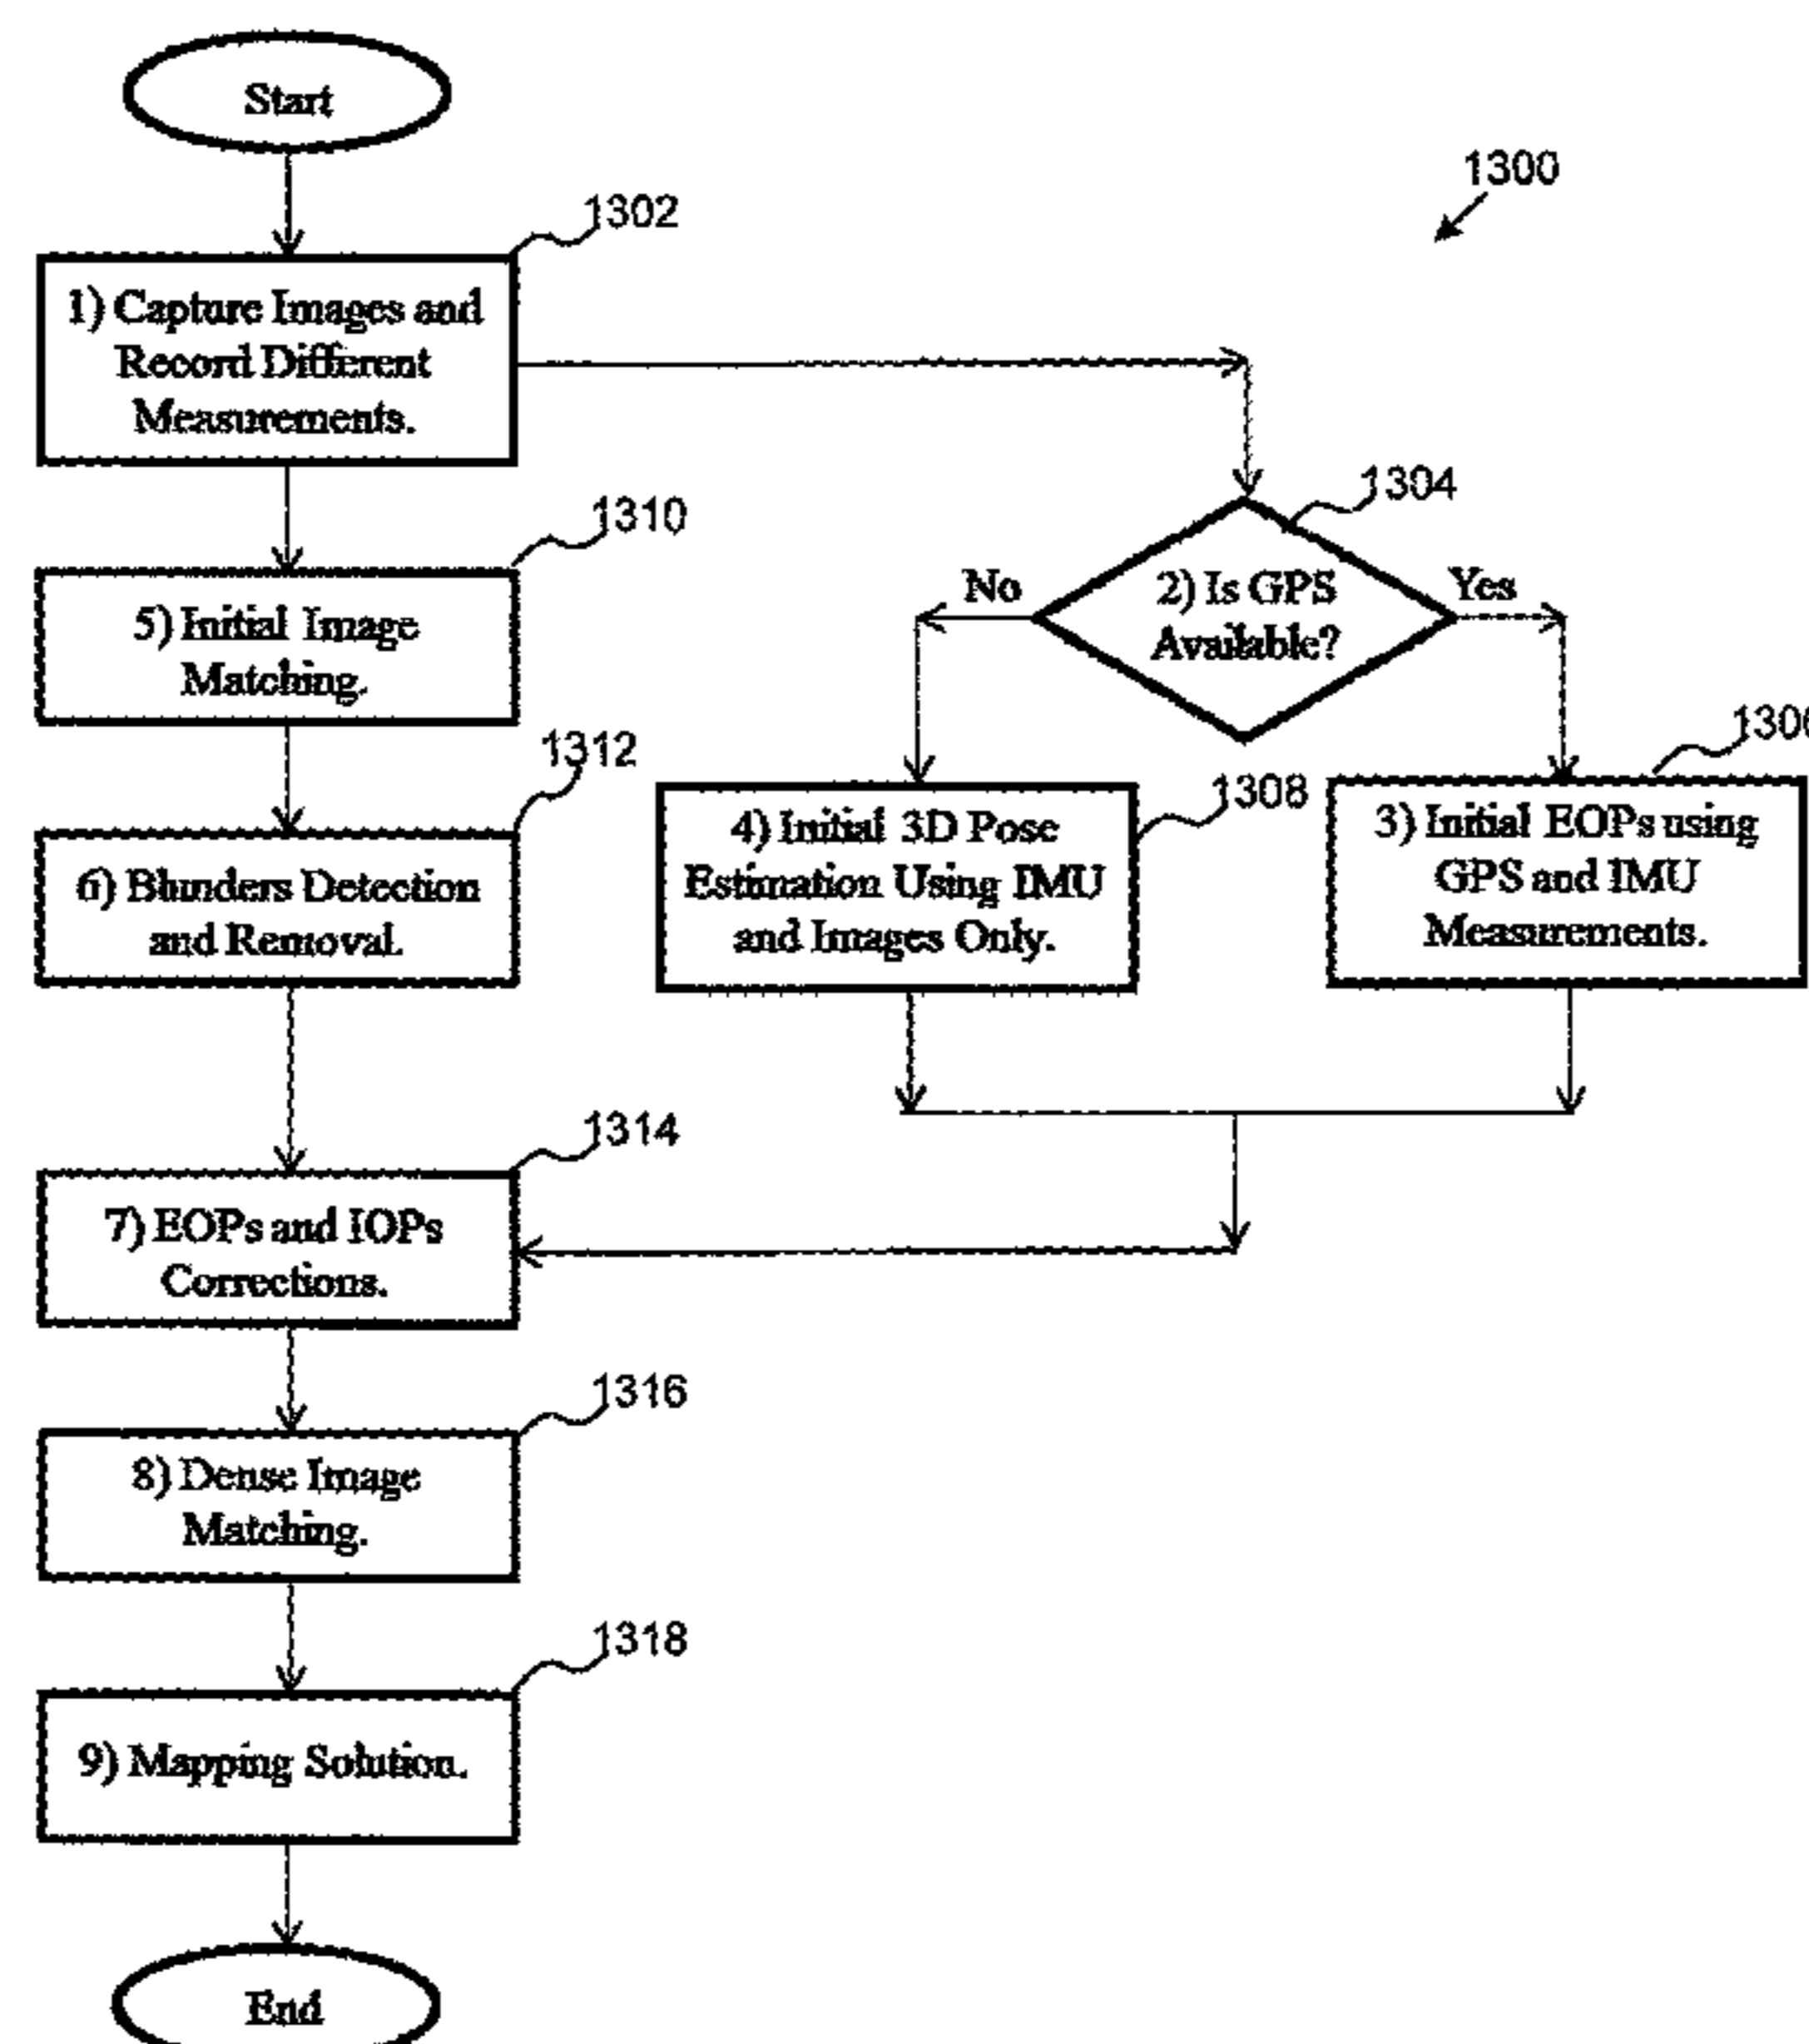 Start
1300
1302
1) Capture Images and
Record Different
Measurements.
1304
2) Is GPS
Available?
No
Yes
1310
5) Initial Image
Matching.
1306
3) Initial EOPs using
GPS and IMU
Measurements.
1308
4) Initial 3D Pose
Estimation Using IMU
and Images Only.
1312
6) Blunders Detection
and Removal.
1314
7) EOPs and IOPs
Corrections.
1316
8) Dense Image
Matching.
1318
9) Mapping Solution.
End